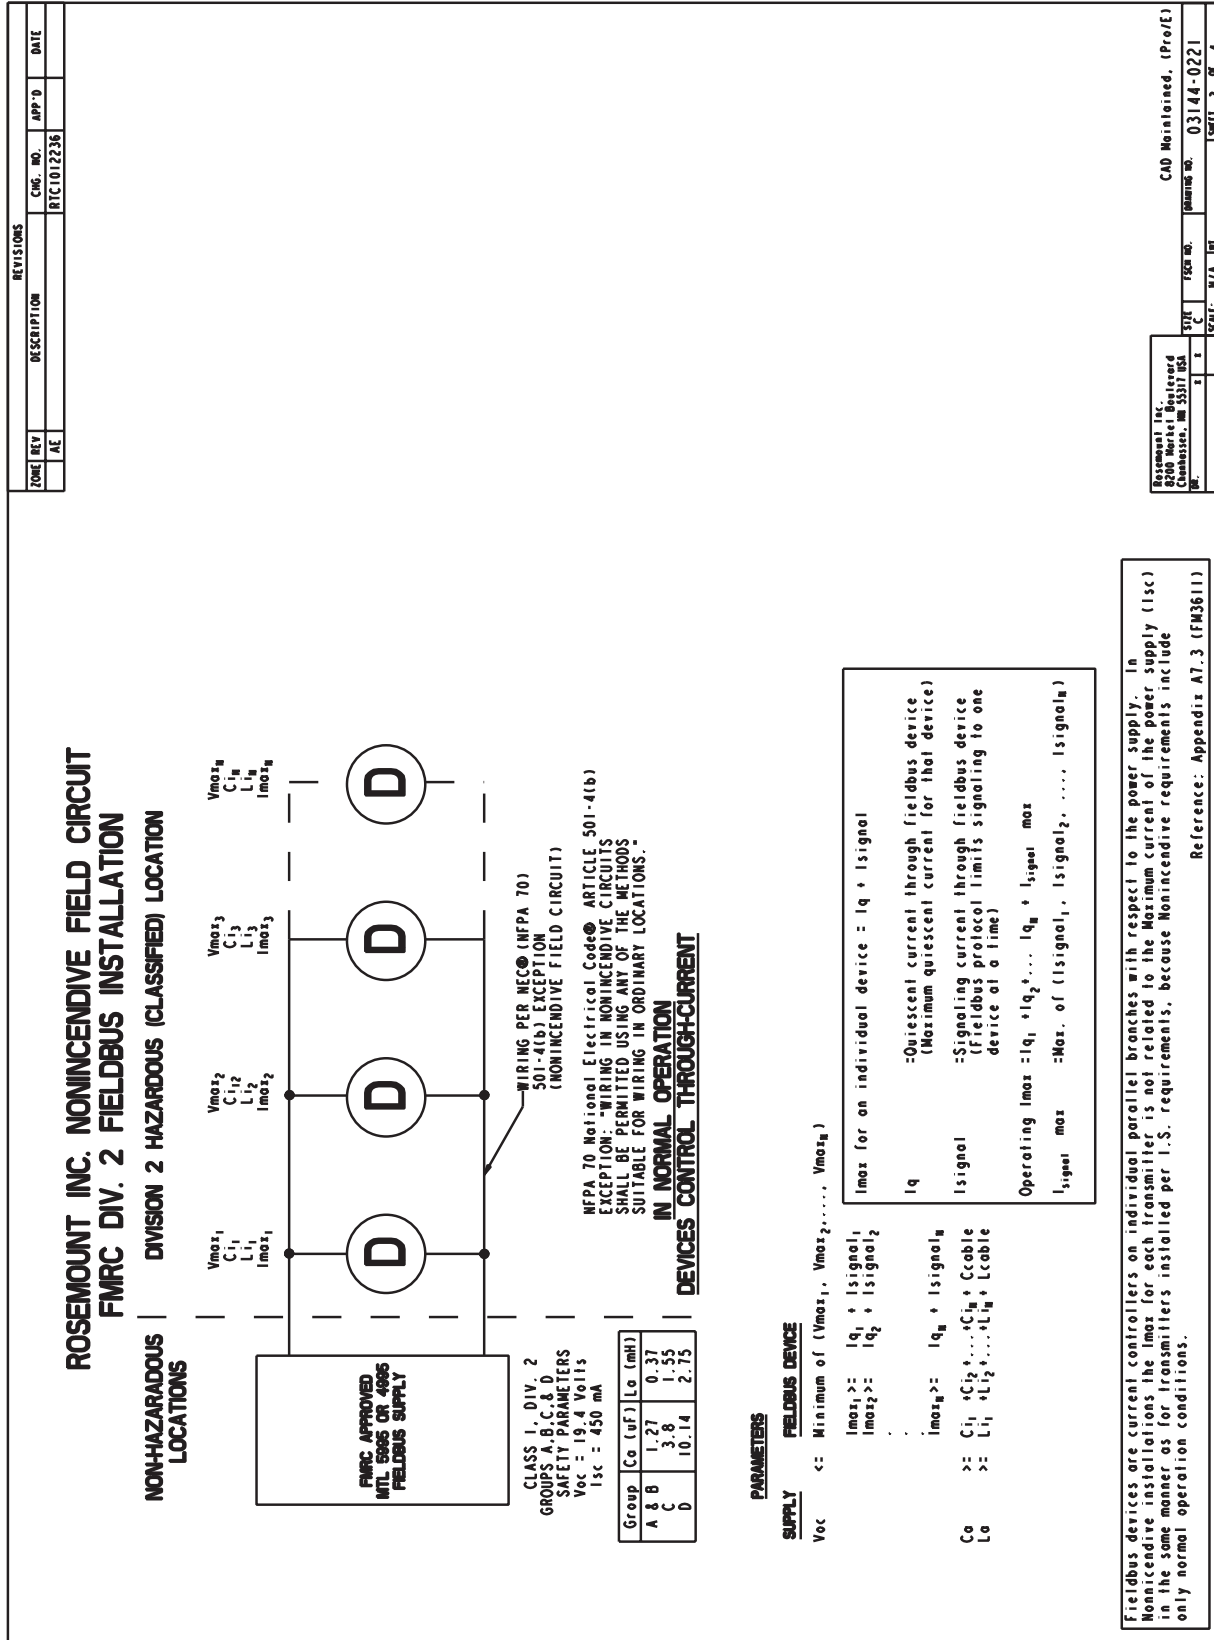 REVISIONS
ZONE REV DESCRIPTION CHG. NO. APP'D DATE
AE RTC1012236
ROSEMOUNT INC. NONINCENDIVE FIELD CIRCUIT
FMRC DIV. 2 FIELDBUS INSTALLATION
NON-HAZARADOUS
LOCATIONS
DIVISION 2 HAZARDOUS (CLASSIFIED) LOCATION
Vmax1 Vmax2 Vmax3 VmaxN
Ci1 Ci12 Ci3 CiN
Li1 Li2 Li3 LiN
Imax1 Imax2 Imax3 ImaxN
D D D D
FMRC APPROVED
MTL 5995 OR 4995
FIELDBUS SUPPLY
CLASS I, DIV. 2
GROUPS A,B,C,& D
SAFETY PARAMETERS
Voc = 19.4 Volts
Isc = 450 mA
Group Ca (uF) La (mH)
A & B 1.27 0.37
C 3.8 1.55
D 10.14 2.75
WIRING PER NEC® (NFPA 70)
501-4(b) EXCEPTION
(NONINCENDIVE FIELD CIRCUIT)
NFPA 70 National Electrical Code® ARTICLE 501-4(b)
EXCEPTION: "WIRING IN NONINCENDIVE CIRCUITS
SHALL BE PERMITTED USING ANY OF THE METHODS
SUITABLE FOR WIRING IN ORDINARY LOCATIONS."
IN NORMAL OPERATION
DEVICES CONTROL THROUGH-CURRENT
PARAMETERS
SUPPLY FIELDBUS DEVICE
Voc <= Minimum of (Vmax1, Vmax2,...., VmaxN)
Imax1 >= Iq1 + Isignal1
Imax2 >= Iq2 + Isignal2
.
.
ImaxN >= IqN + IsignalN
Ca >= Ci1 +Ci2 +...+CiN + Ccable
La >= Li1 +Li2 +...+LiN + Lcable
Imax for an individual device = Iq + Isignal
Iq =Quiescent current through fieldbus device
(Maximum quiescent current for that device)
Isignal =Signaling current through fieldbus device
(Fieldbus protocol limits signaling to one
device at a time)
Operating Imax =Iq1 +Iq2 +... IqN + Isignal max
Isignal max =Max. of (Isignal1, Isignal2, ...., IsignalN)
Fieldbus devices are current controllers on individual parallel branches with respect to the power supply. In
Nonnicendive installations the Imax for each transmitter is not related to the Maximum current of the power supply (Isc)
in the same manner as for transmitters installed per I.S. requirements, because Nonincendive requirements include
only normal operation conditions.
Reference: Appendix A7.3 (FM3611)
Rosemount Inc.
8200 Market Boulevard
Chanhassen, MN 55317 USA
DR.
CAD Maintained, (Pro/E)
SIZE FSCM NO. DRAWING NO.
C 03144-0221
SCALE: N/A